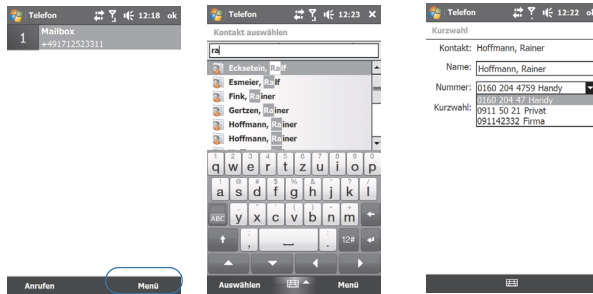 Telefon 12:18 ok
1 Mailbox
+491712523311
Anrufen Menü
Telefon 12:23 X
Kontakt auswählen
ra
Ecksetein, Ralf
Esmeier, Ralf
Fink, Rainer
Gertzen, Rainer
Hoffmann, Rainer
Hoffmann, Rainer
1 2 3 4 5 6 7 8 9 0
q w e r t z u i o p
@ # $ % & *
a s d f g h j k l
ABC y x c v b n m
, . 12#
Auswählen Menü
Telefon 12:22 ok
Kurzwahl
Kontakt: Hoffmann, Rainer
Name: Hoffmann, Rainer
Nummer: 0160 204 4759 Handy
0160 204 47 Handy
Kurzwahl: 0911 50 21 Privat
091142332 Firma